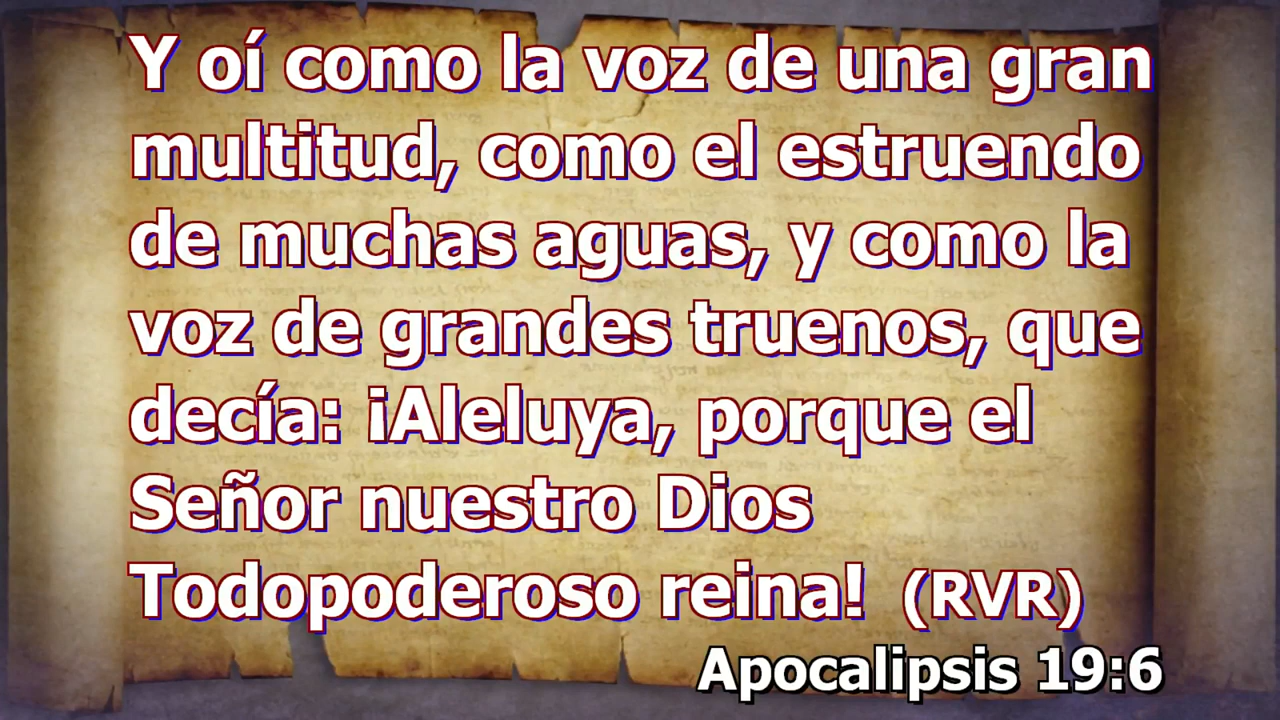 Y oí como la voz de una gran
multitud, como el estruendo
de muchas aguas, y como la
voz de grandes truenos, que
decía: ¡Aleluya, porque el
Señor nuestro Dios
Todopoderoso reina! (RVR)
Apocalipsis 19:6